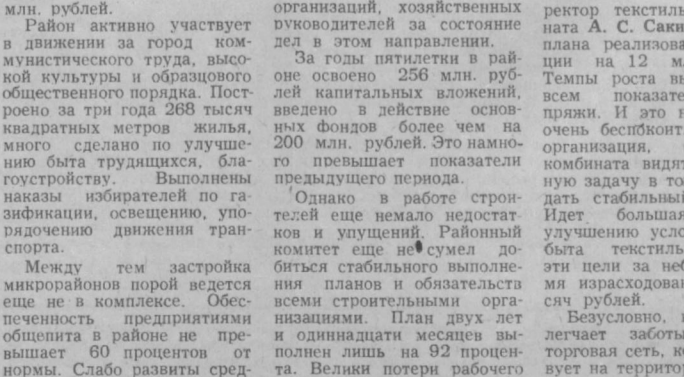 млн. рублей.
Район активно участвует
в движении за город ком-
мунистического труда, высо-
кой культуры и образцового
общественного порядка. Пост-
роено за три года 268 тысяч
квадратных метров жилья,
много сделано по улучше-
нию быта трудящихся, бла-
гоустройству. Выполнены
наказы избирателей по га-
зификации, освещению, упо-
рядочению движения тран-
спорта.
Между тем застройка
микрорайонов порой ведется
еще не в комплексе. Обес-
печенность предприятиями
общепита в районе не пре-
вышает 60 процентов от
нормы. Слабо развиты сред-
организаций, хозяйственных
руководителей за состояние
дел в этом направлении.
За годы пятилетки в рай-
оне освоено 256 млн. руб-
лей капитальных вложений,
введено в действие основ-
ных фондов более чем на
200 млн. рублей. Это намно-
го превышает показатели
предыдущего периода.
Однако в работе строи-
телей еще немало недостат
ков и упущений. Районный
комитет еще не сумел до-
биться стабильного выполне-
ния планов и обязательств
всеми строительными орга-
низациями. План двух лет
и одиннадцати месяцев вы-
полнен лишь на 92 процен-
та. Велики потери рабочего
ректор текстиль
ната А. С. Саки
плана реализова
ции на 12 м
Темпы роста в
всем показате
пряжи. И это н
очень беспокоит
организация,
комбината видят
ную задачу в то
дать стабильный
Идет большая
улучшению усло
быта текстиль
эти цели за неб
мя израсходован
сяч рублей.
Безусловно,
легчает заботы
торговая сеть, к
вует на территор